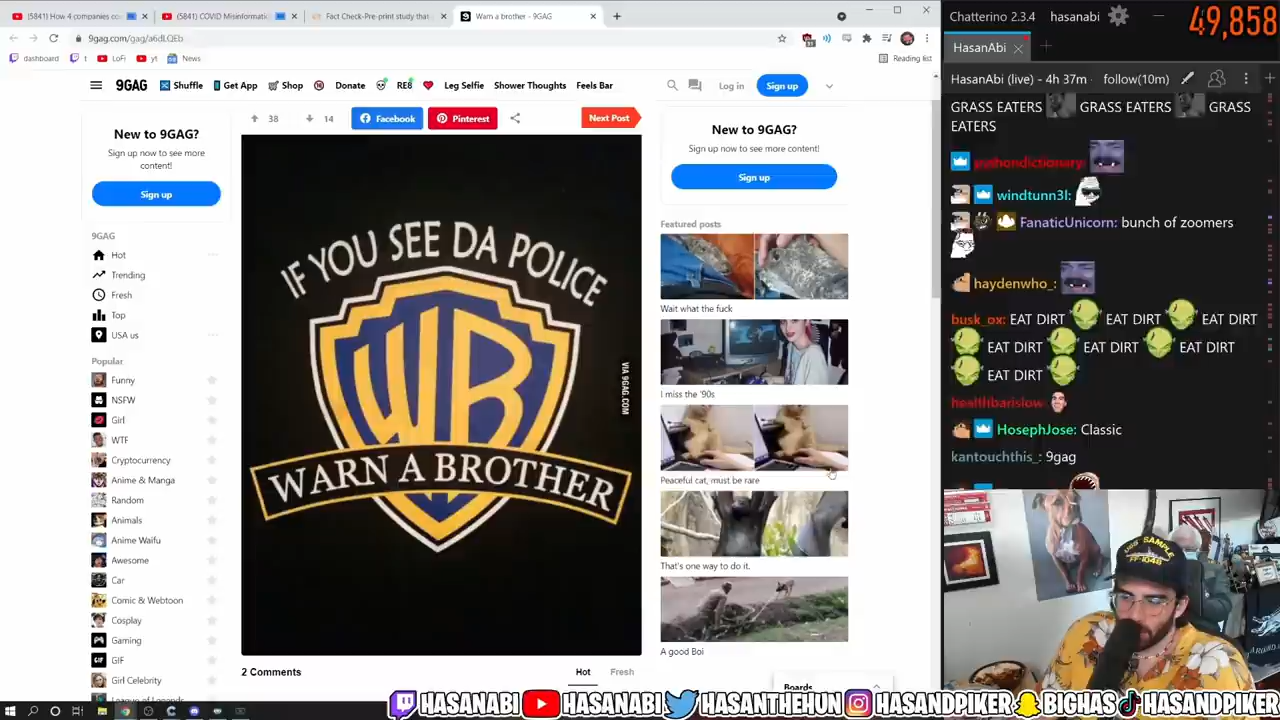 (5841) How 4 companies co
(5841) COVID Misinformati
Fact Check-Pre-print study that
Warn a brother - 9GAG
9gag.com/gag/a6dLQEb
dashboard
t
LoFi
yt
News
Reading list
9GAG
Shuffle
Get App
Shop
Donate
RE8
Leg Selfie
Shower Thoughts
Feels Bar
Log in
Sign up
New to 9GAG?
Sign up now to see more
content!
Sign up
9GAG
Hot
Trending
Fresh
Top
USA us
Popular
Funny
NSFW
Girl
WTF
Cryptocurrency
Anime & Manga
Random
Animals
Anime Waifu
Awesome
Car
Comic & Webtoon
Cosplay
Gaming
GIF
Girl Celebrity
League of Legends
38
14
Facebook
Pinterest
Next Post
IF YOU SEE DA POLICE
WB
WARN A BROTHER
VIA 9GAG.COM
2 Comments
Hot
Fresh
New to 9GAG?
Sign up now to see more content!
Sign up
Featured posts
Wait what the fuck
I miss the '90s
Peaceful cat, must be rare
That's one way to do it.
A good Boi
Boards
Chatterino 2.3.4
hasanabi
49,858
HasanAbi
HasanAbi (live) - 4h 37m
follow(10m)
GRASS EATERS GRASS EATERS GRASS
EATERS
pythondictionary:
windtunn3l:
FanaticUnicorn: bunch of zoomers
haydenwho_:
busk_ox: EAT DIRT EAT DIRT EAT DIRT
EAT DIRT EAT DIRT EAT DIRT
EAT DIRT
HosephJose: Classic
kantouchthis_: 9gag
HASANABI
HASANABI
HASANTHEHUN
HASANDPIKER
BIGHAS
HASANDPIKER